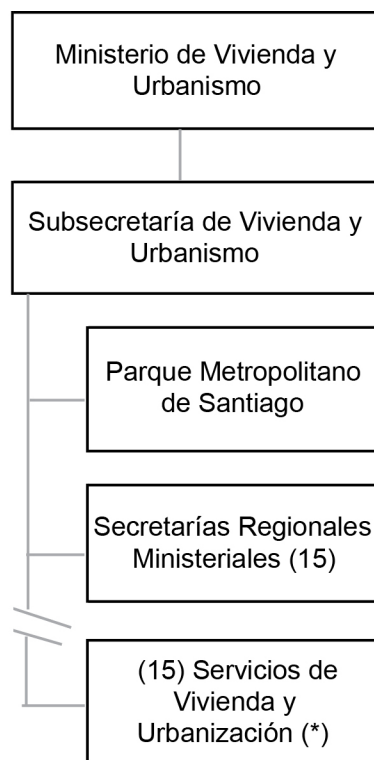 Ministerio de Vivienda y
Urbanismo
Subsecretaría de Vivienda y
Urbanismo
Parque Metropolitano
de Santiago
Secretarías Regionales
Ministeriales (15)
(15) Servicios de
Vivienda y
Urbanización (*)